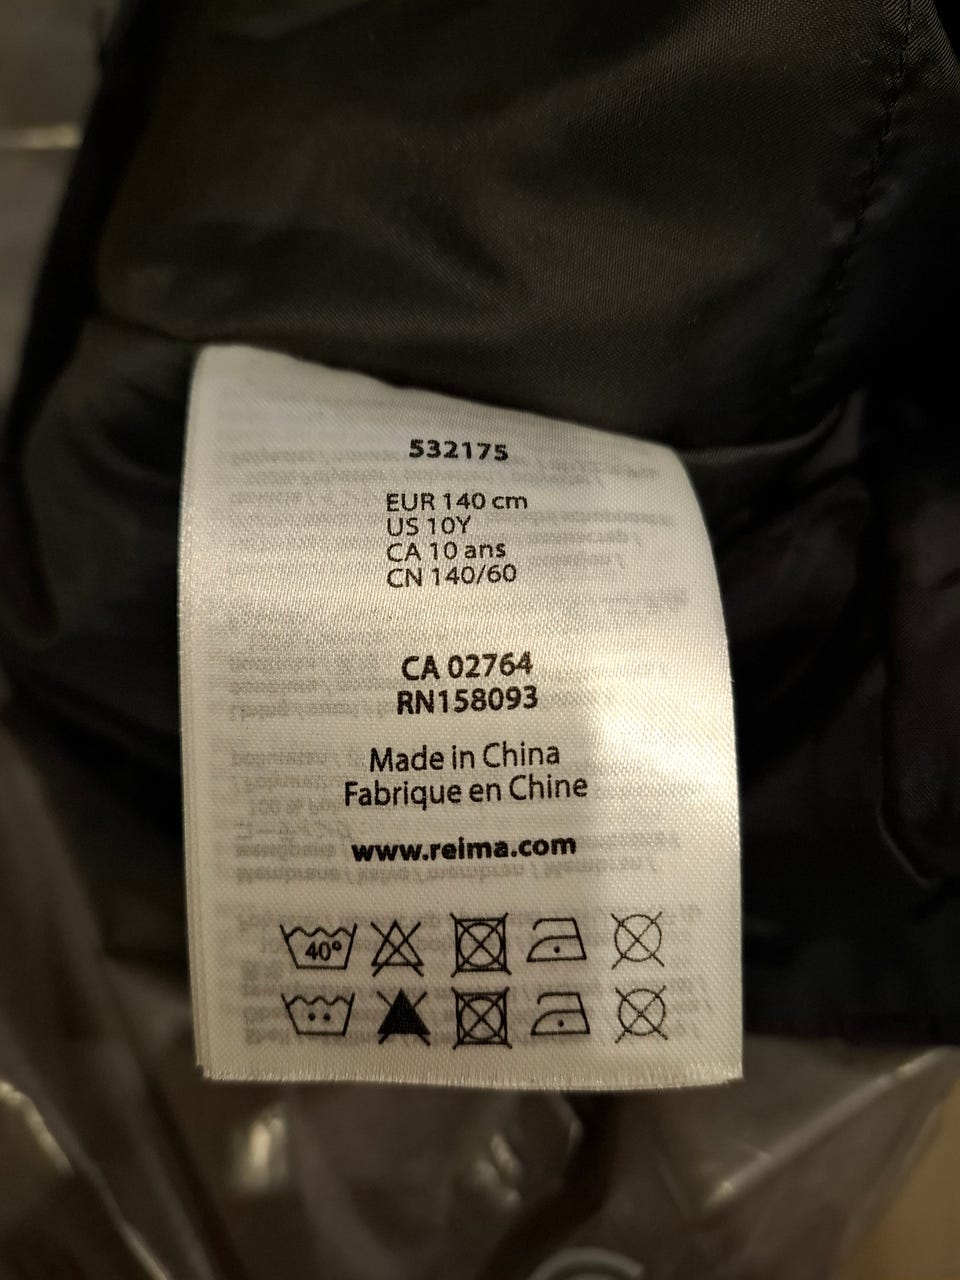 532175
EUR 140 cm
US 10Y
CA 10 ans
CN 140/60
CA 02764
RN158093
Made in China
Fabrique en Chine
www.reima.com
40°